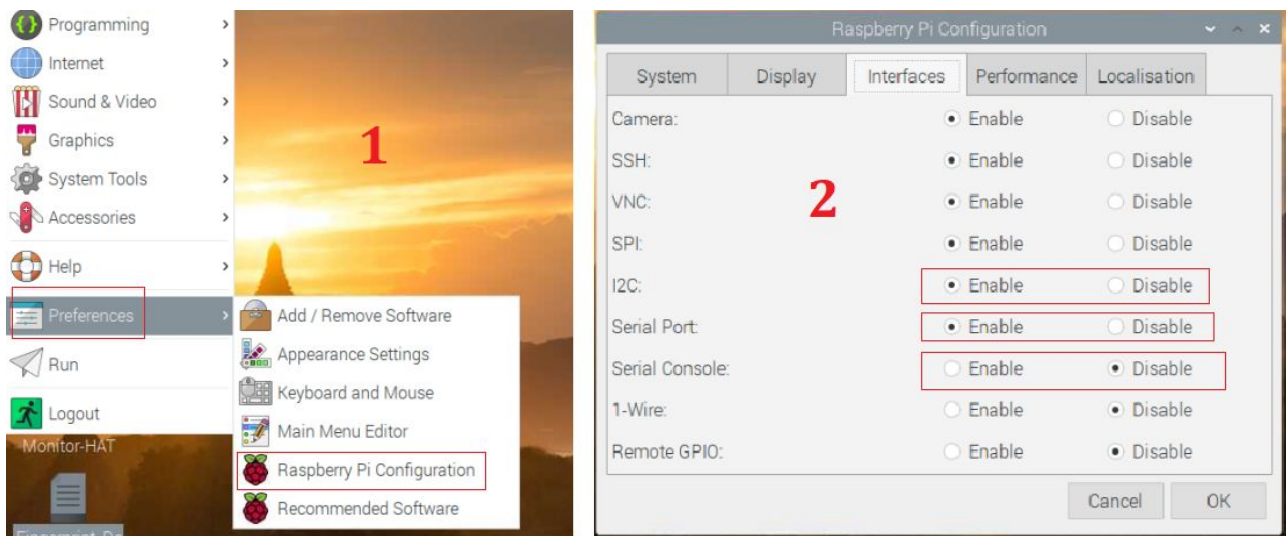 Programming
Internet
Sound & Video
Graphics
System Tools
Accessories
Help
Preferences
Run
Logout
Monitor-HAT
1
Add / Remove Software
Appearance Settings
Keyboard and Mouse
Main Menu Editor
Raspberry Pi Configuration
Recommended Software
Raspberry Pi Configuration
System Display Interfaces Performance Localisation
2
Camera: Enable Disable
SSH: Enable Disable
VNC: Enable Disable
SPI: Enable Disable
I2C: Enable Disable
Serial Port: Enable Disable
Serial Console: Enable Disable
1-Wire: Enable Disable
Remote GPIO: Enable Disable
Cancel OK